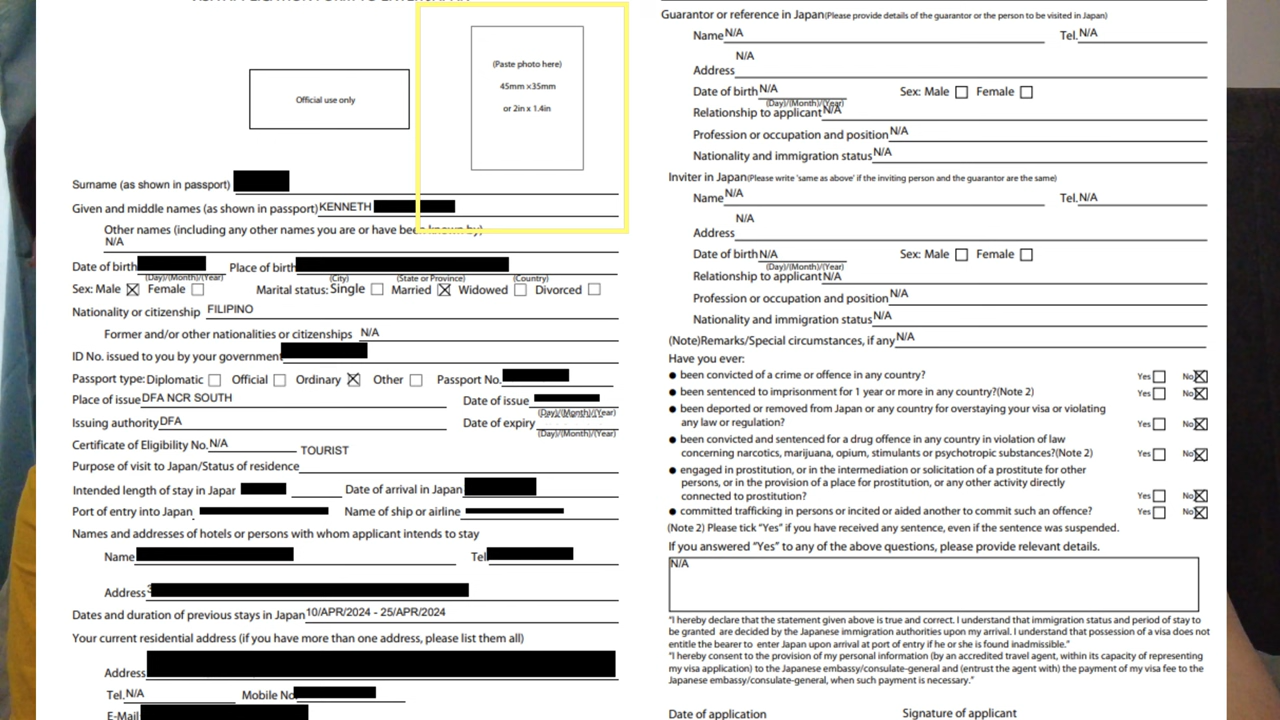 VISA APPLICATION FORM TO ENTER JAPAN
(Paste photo here)
45mm×35mm
or 2in x 1.4in
Official use only
Surname (as shown in passport)
Given and middle names (as shown in passport) KENNETH
Other names (including any other names you are or have been known by)
N/A
Date of birth Place of birth
(Day)/(Month)/(Year) (City) (State or Province) (Country)
Sex: Male Female Marital status: Single Married Widowed Divorced
Nationality or citizenship FILIPINO
Former and/or other nationalities or citizenships N/A
ID No. issued to you by your government
Passport type: Diplomatic Official Ordinary Other Passport No.
Place of issue DFA NCR SOUTH Date of issue
(Day)/(Month)/(Year)
Issuing authority DFA Date of expiry
(Day)/(Month)/(Year)
Certificate of Eligibility No. N/A
TOURIST
Purpose of visit to Japan/Status of residence
Intended length of stay in Japan Date of arrival in Japan
Port of entry into Japan Name of ship or airline
Names and addresses of hotels or persons with whom applicant intends to stay
Name Tel
Address
Dates and duration of previous stays in Japan 10/APR/2024 - 25/APR/2024
Your current residential address (if you have more than one address, please list them all)
Address
Tel. N/A Mobile No.
E-Mail
Guarantor or reference in Japan(Please provide details of the guarantor or the person to be visited in Japan)
Name N/A Tel. N/A
N/A
Address
Date of birth N/A Sex: Male Female
(Day)/(Month)/(Year)
Relationship to applicant N/A
Profession or occupation and position N/A
Nationality and immigration status N/A
Inviter in Japan(Please write 'same as above' if the inviting person and the guarantor are the same)
Name N/A Tel. N/A
N/A
Address
Date of birth N/A Sex: Male Female
(Day)/(Month)/(Year)
Relationship to applicant N/A
Profession or occupation and position N/A
Nationality and immigration status N/A
(Note)Remarks/Special circumstances, if any N/A
Have you ever:
● been convicted of a crime or offence in any country? Yes No
● been sentenced to imprisonment for 1 year or more in any country?(Note 2) Yes No
● been deported or removed from Japan or any country for overstaying your visa or violating
any law or regulation? Yes No
● been convicted and sentenced for a drug offence in any country in violation of law
concerning narcotics, marijuana, opium, stimulants or psychotropic substances?(Note 2) Yes No
● engaged in prostitution, or in the intermediation or solicitation of a prostitute for other
persons, or in the provision of a place for prostitution, or any other activity directly
connected to prostitution? Yes No
● committed trafficking in persons or incited or aided another to commit such an offence? Yes No
(Note 2) Please tick “Yes” if you have received any sentence, even if the sentence was suspended.
If you answered “Yes” to any of the above questions, please provide relevant details.
N/A
“I hereby declare that the statement given above is true and correct. I understand that immigration status and period of stay to
be granted are decided by the Japanese immigration authorities upon my arrival. I understand that possession of a visa does not
entitle the bearer to enter Japan upon arrival at port of entry if he or she is found inadmissible.”
“I hereby consent to the provision of my personal information (by an accredited travel agent, within its capacity of representing
my visa application) to the Japanese embassy/consulate-general and (entrust the agent with) the payment of my visa fee to the
Japanese embassy/consulate-general, when such payment is necessary.”
Date of application Signature of applicant